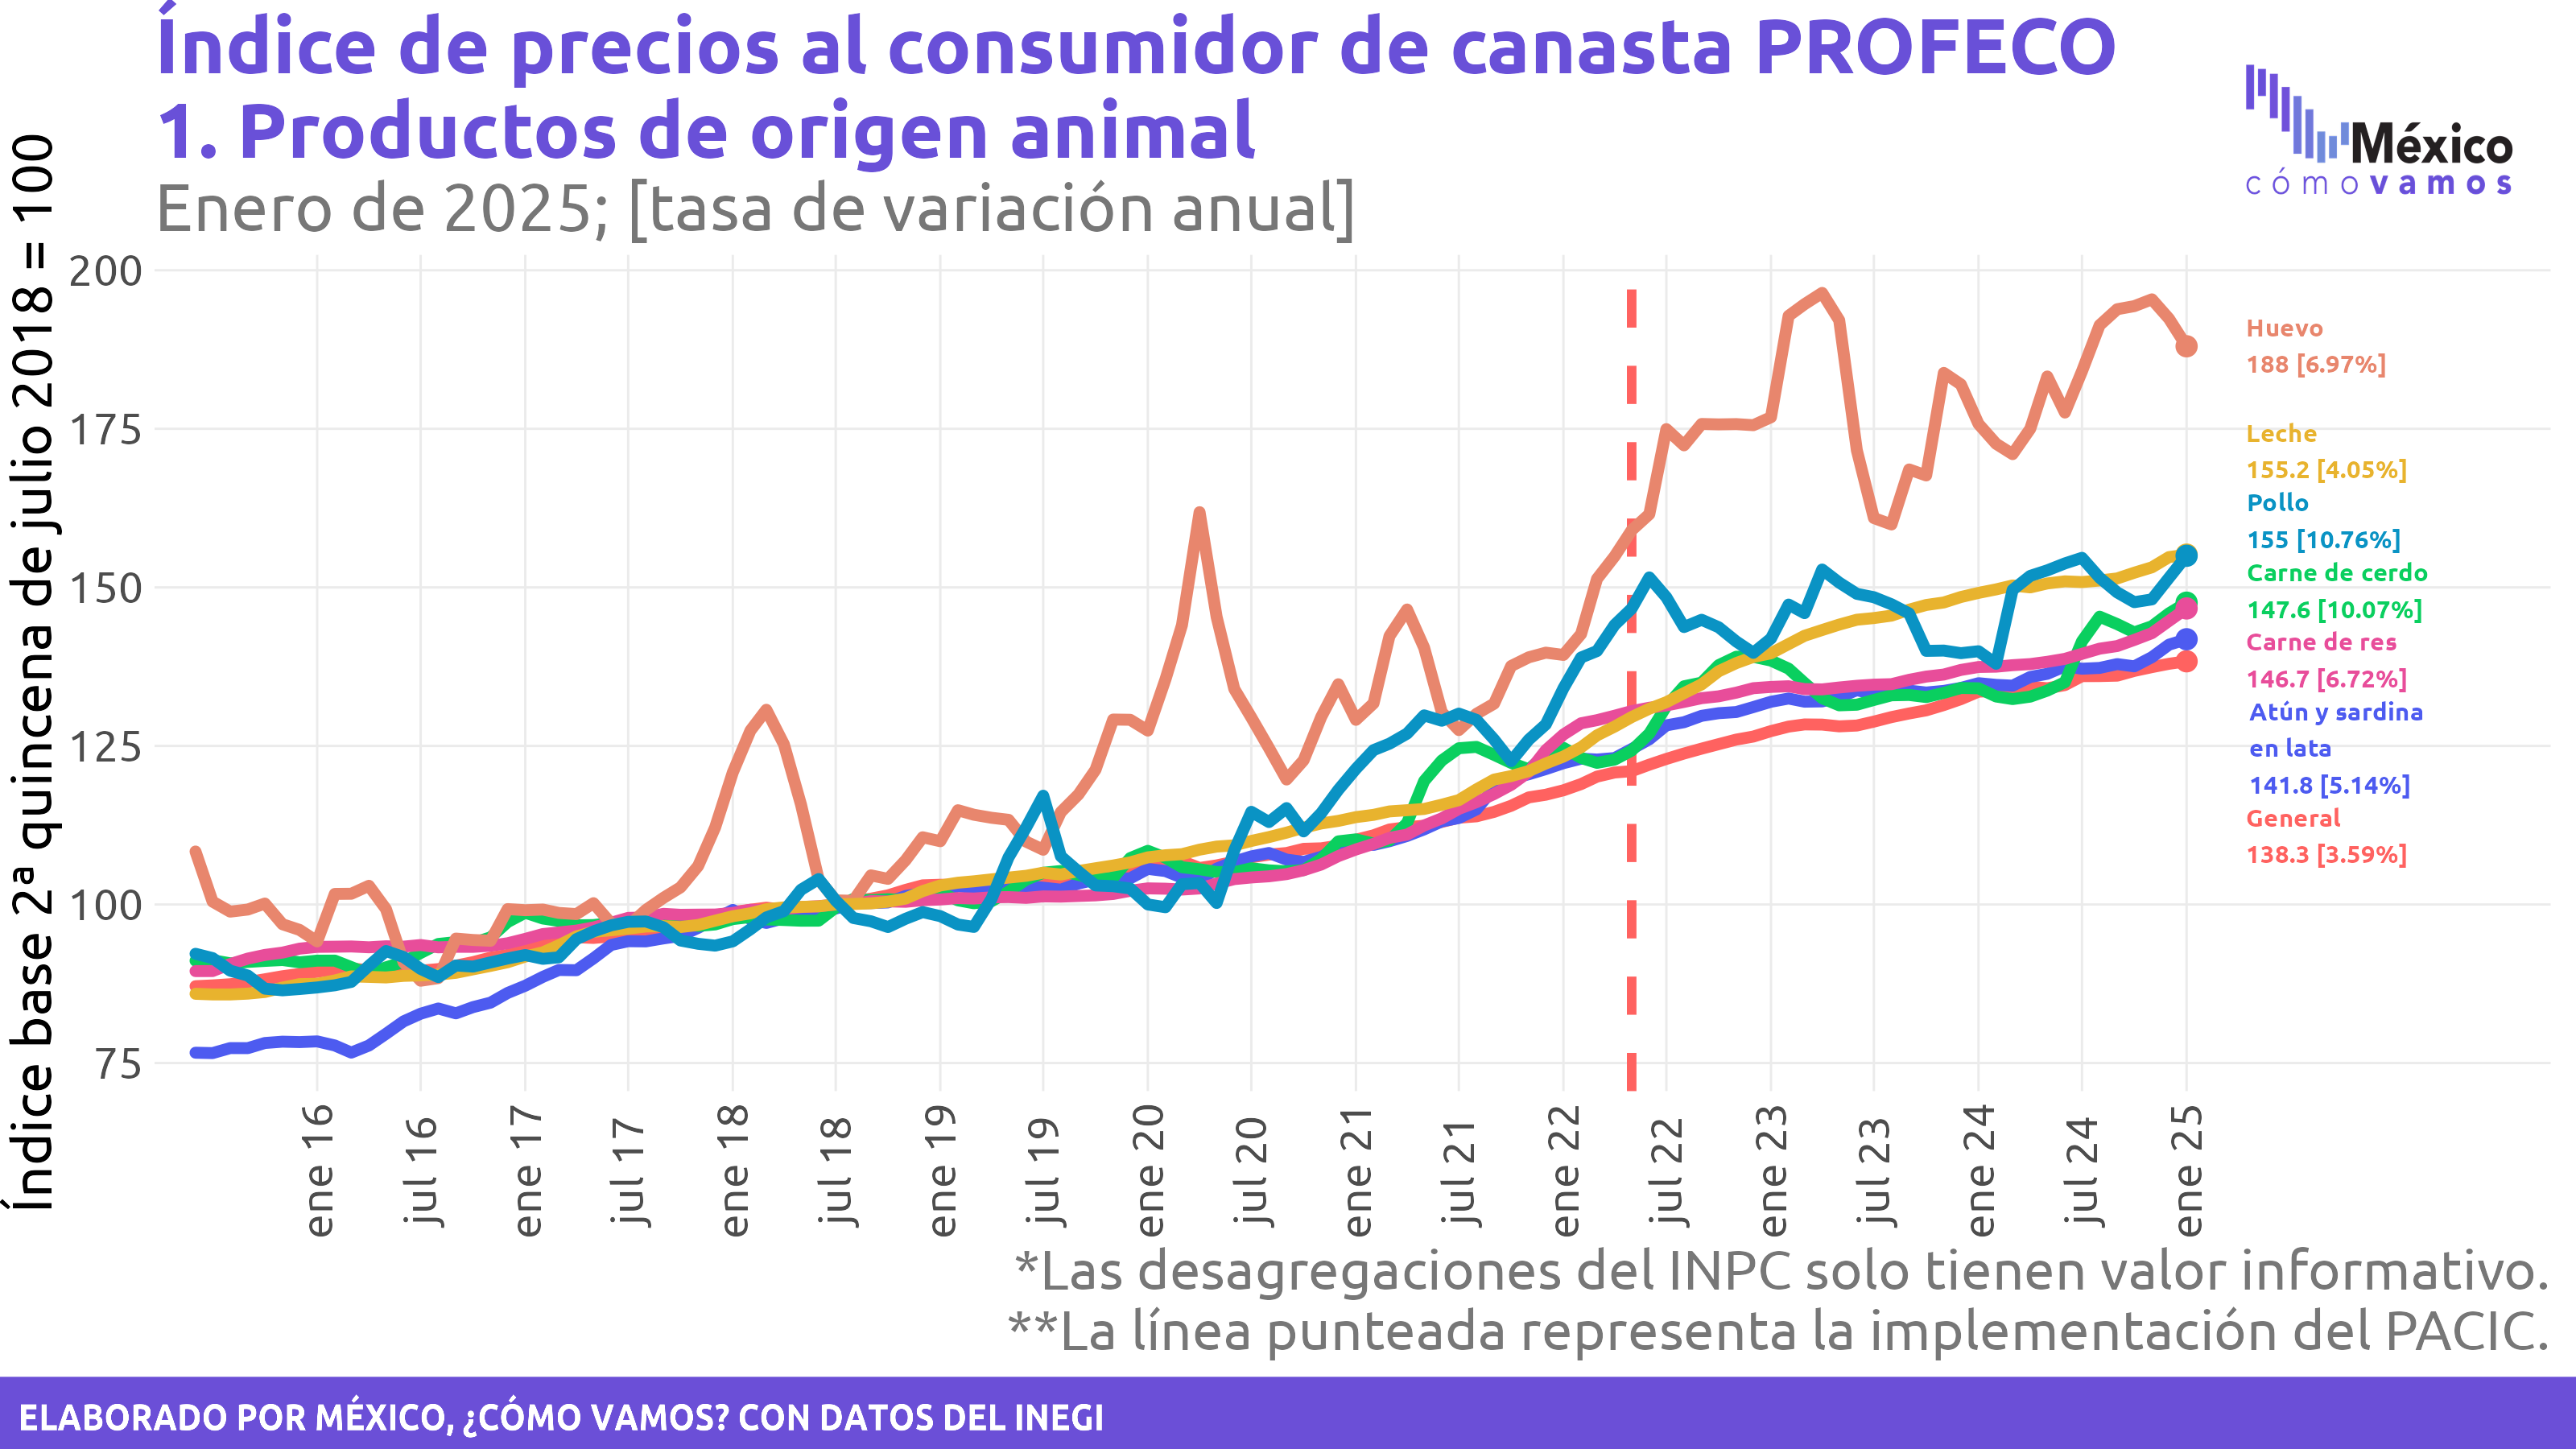 Índice de precios al consumidor de canasta PROFECO
1. Productos de origen animal
Enero de 2025; [tasa de variación anual]
México
cómo vamos
Índice base 2ª quincena de julio 2018 = 100
200
175
150
125
100
75
Huevo
188 [6.97%]
Leche
155.2 [4.05%]
Pollo
155 [10.76%]
Carne de cerdo
147.6 [10.07%]
Carne de res
146.7 [6.72%]
Atún y sardina
en lata
141.8 [5.14%]
General
138.3 [3.59%]
ene 16
jul 16
ene 17
jul 17
ene 18
jul 18
ene 19
jul 19
ene 20
jul 20
ene 21
jul 21
ene 22
jul 22
ene 23
jul 23
ene 24
jul 24
ene 25
*Las desagregaciones del INPC solo tienen valor informativo.
**La línea punteada representa la implementación del PACIC.
ELABORADO POR MÉXICO, ¿CÓMO VAMOS? CON DATOS DEL INEGI